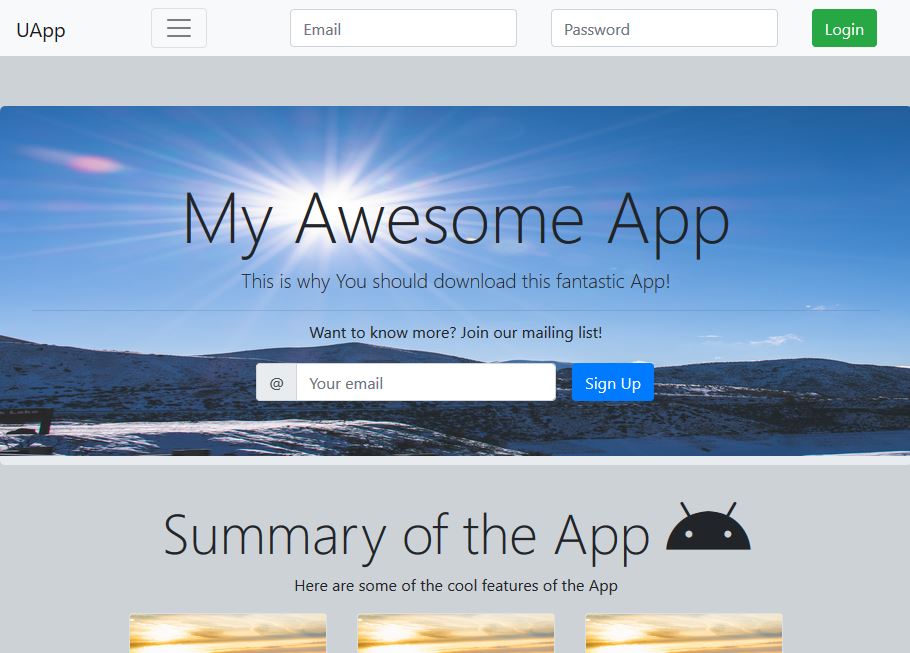 UApp
Email
Password
Login
My Awesome App
This is why You should download this fantastic App!
Want to know more? Join our mailing list!
@
Your email
Sign Up
Summary of the App
Here are some of the cool features of the App